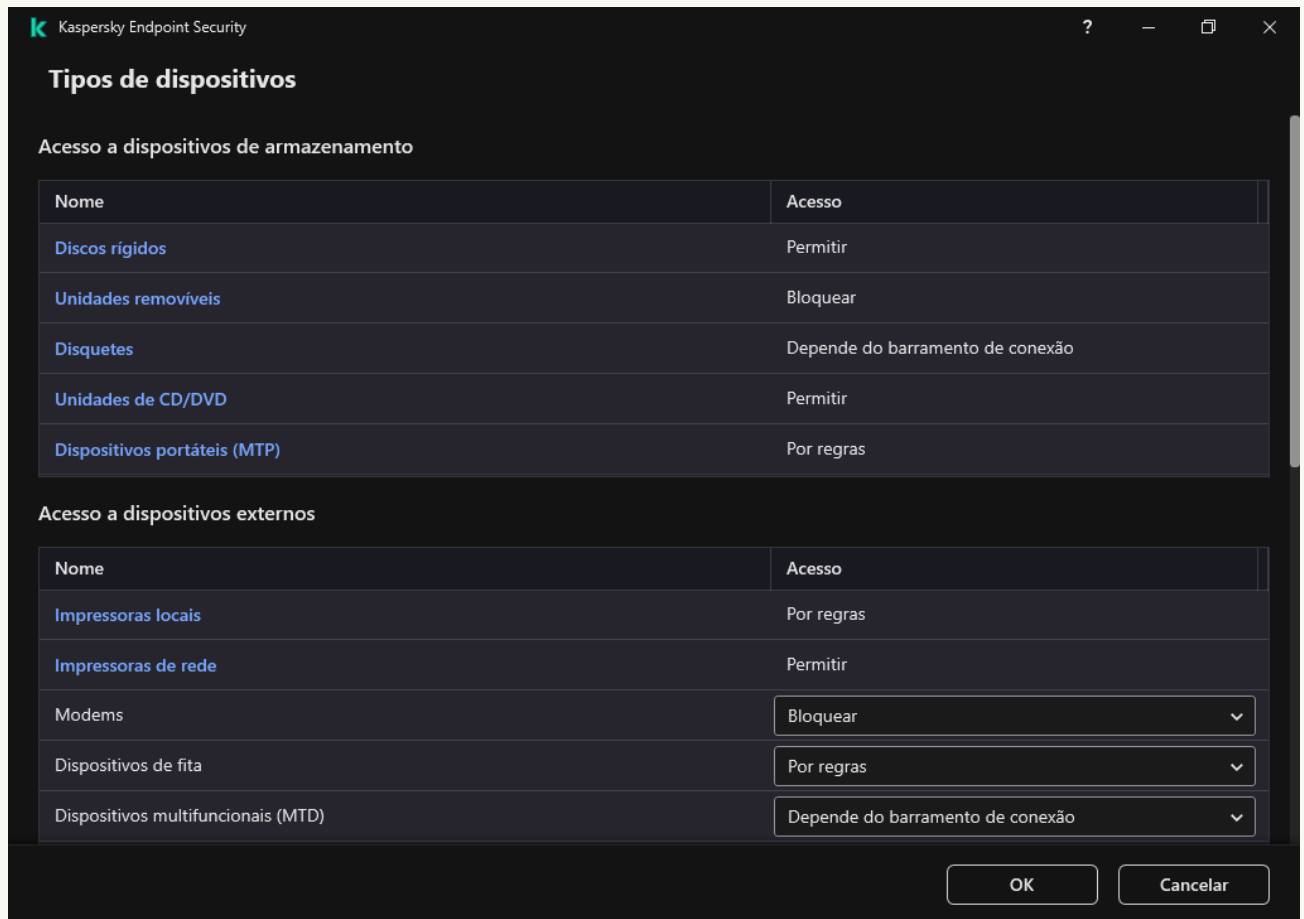 Kaspersky Endpoint Security
?
Tipos de dispositivos
Acesso a dispositivos de armazenamento
Nome Acesso
Discos rígidos Permitir
Unidades removíveis Bloquear
Disquetes Depende do barramento de conexão
Unidades de CD/DVD Permitir
Dispositivos portáteis (MTP) Por regras
Acesso a dispositivos externos
Nome Acesso
Impressoras locais Por regras
Impressoras de rede Permitir
Modems Bloquear
Dispositivos de fita Por regras
Dispositivos multifuncionais (MTD) Depende do barramento de conexão
OK Cancelar